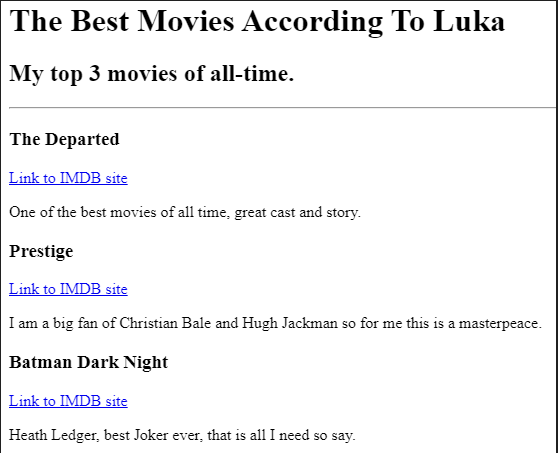 The Best Movies According To Luka
My top 3 movies of all-time.
The Departed
Link to IMDB site
One of the best movies of all time, great cast and story.
Prestige
Link to IMDB site
I am a big fan of Christian Bale and Hugh Jackman so for me this is a masterpeace.
Batman Dark Night
Link to IMDB site
Heath Ledger, best Joker ever, that is all I need so say.